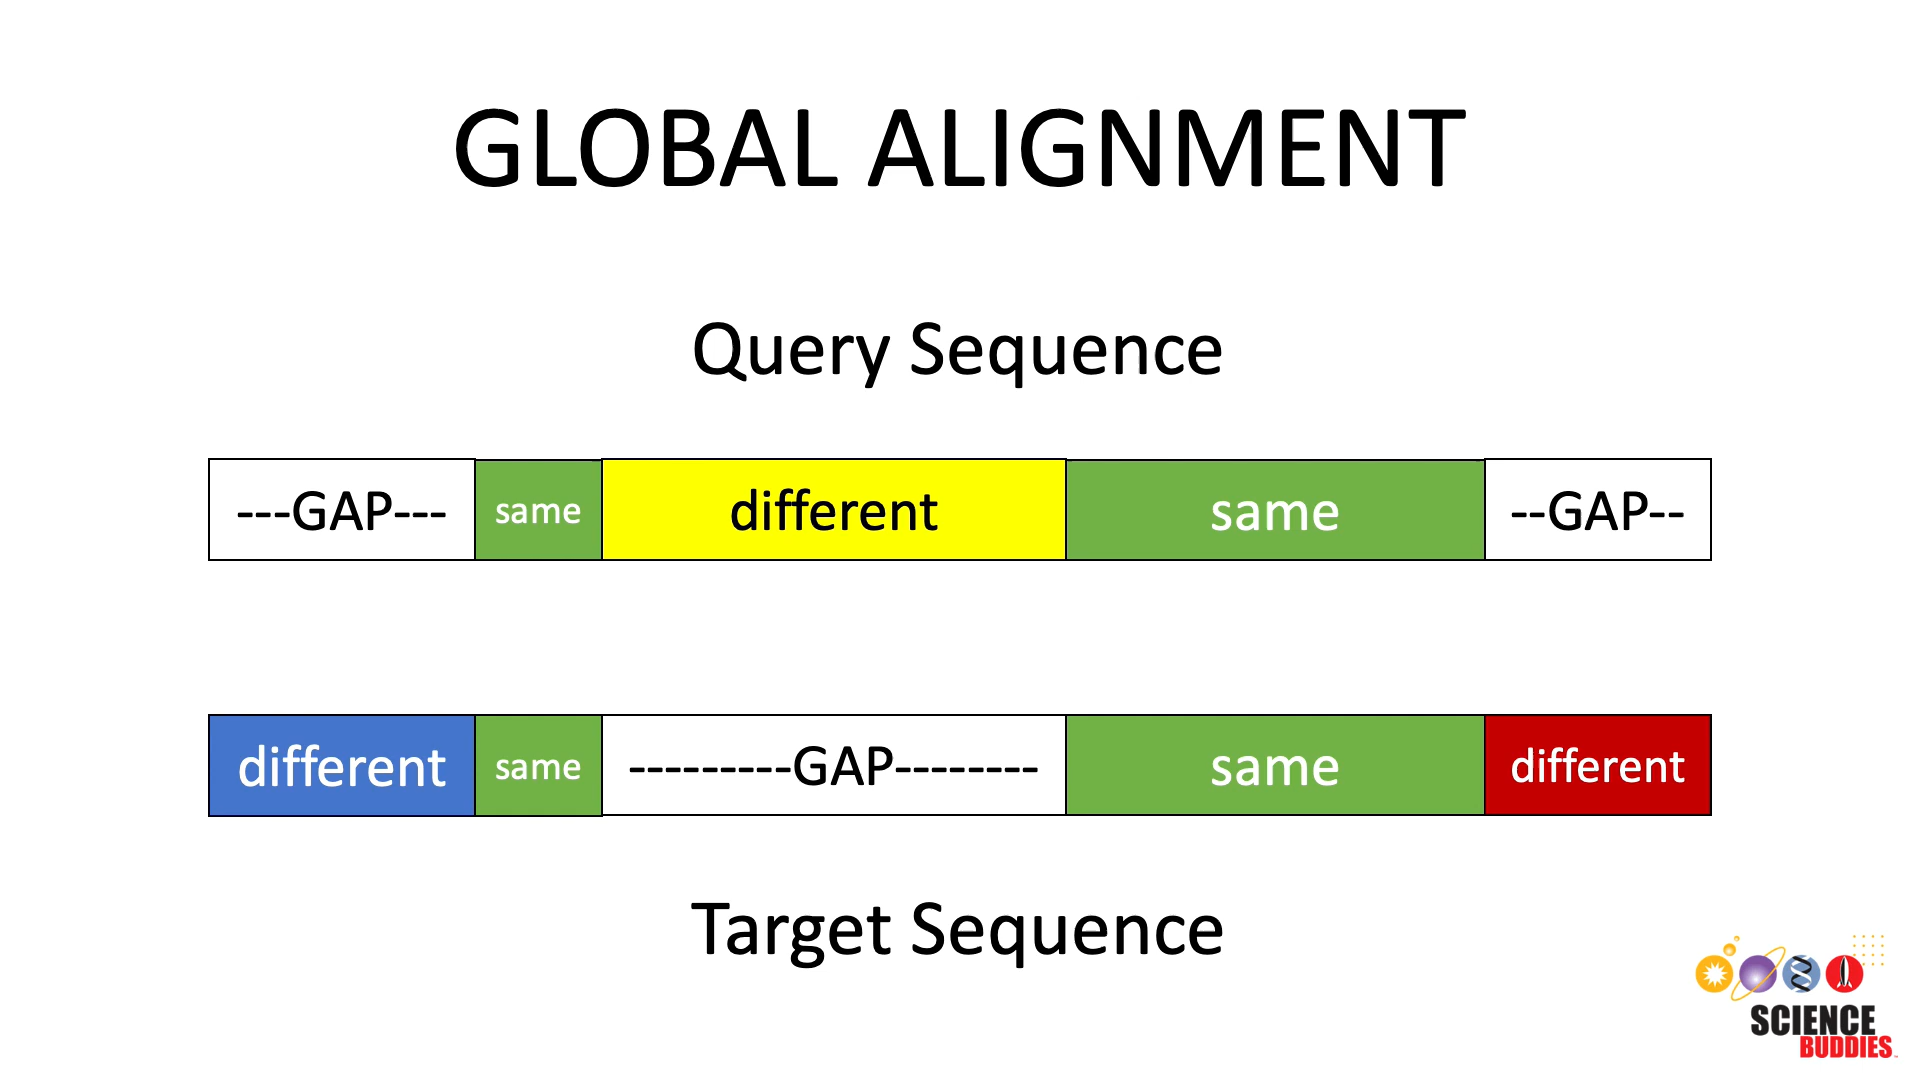 GLOBAL ALIGNMENT
Query Sequence
---GAP--- same different same --GAP--
different same ---------GAP-------- same different
Target Sequence
SCIENCE
BUDDIES